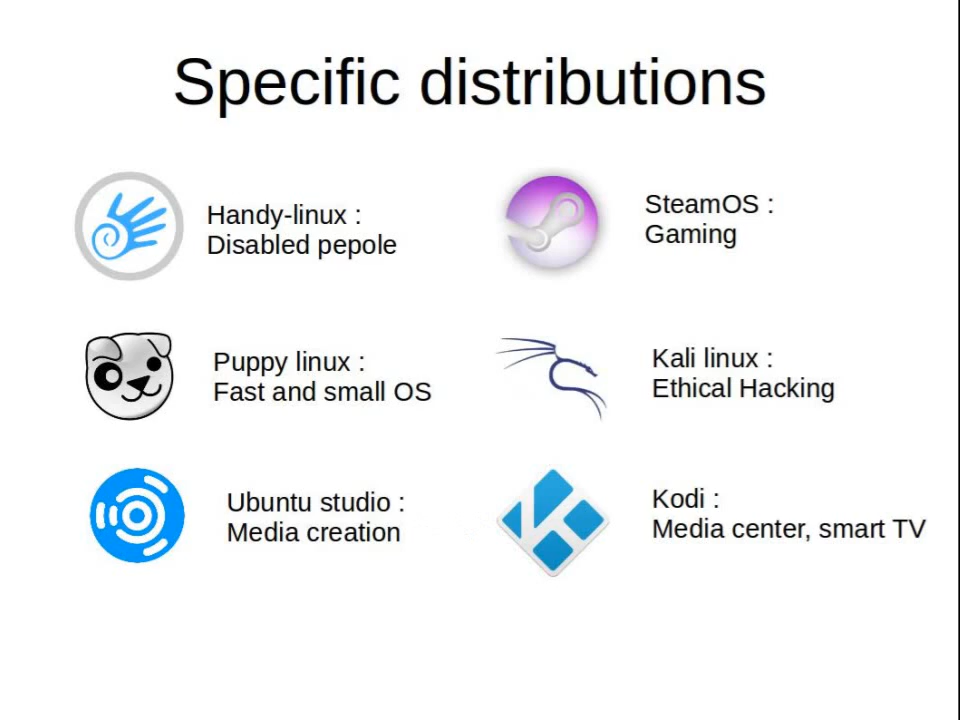 Specific distributions
Handy-linux :
Disabled pepole
SteamOS :
Gaming
Puppy linux :
Fast and small OS
Kali linux :
Ethical Hacking
Ubuntu studio :
Media creation
Kodi :
Media center, smart TV